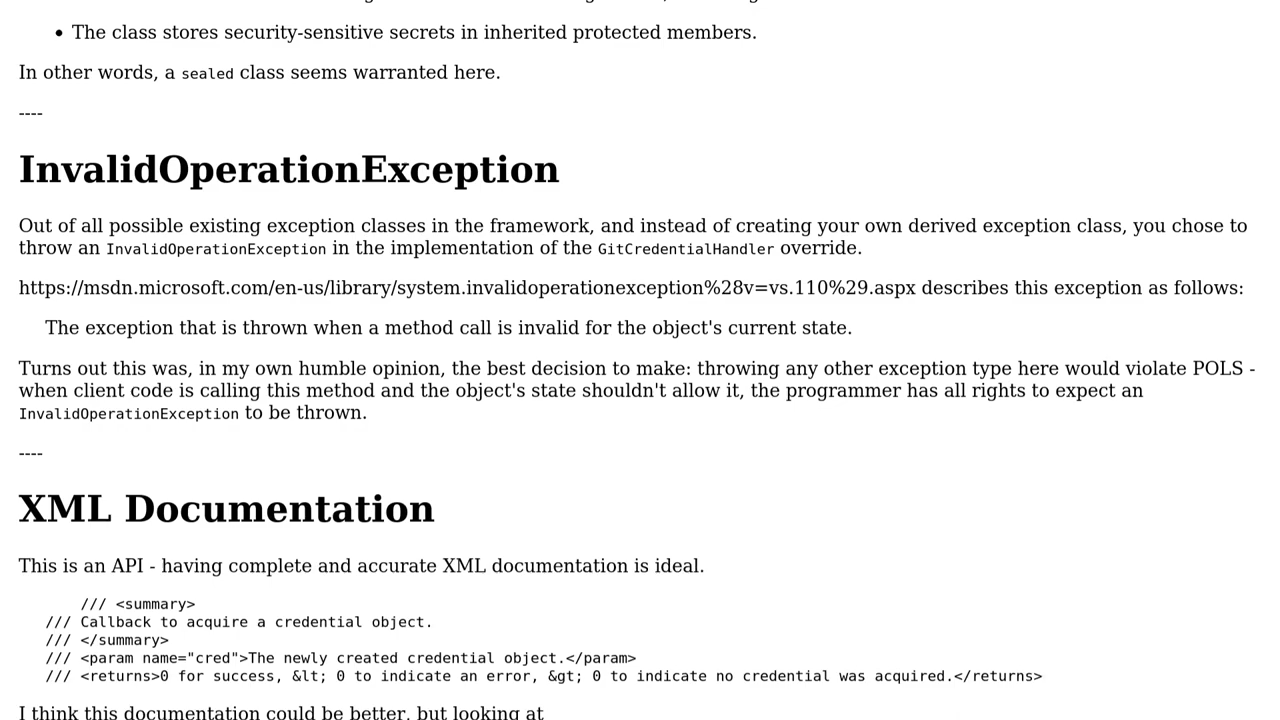 • The class stores security-sensitive secrets in inherited protected members.
In other words, a sealed class seems warranted here.
----
InvalidOperationException
Out of all possible existing exception classes in the framework, and instead of creating your own derived exception class, you chose to
throw an InvalidOperationException in the implementation of the GitCredentialHandler override.
https://msdn.microsoft.com/en-us/library/system.invalidoperationexception%28v=vs.110%29.aspx describes this exception as follows:
The exception that is thrown when a method call is invalid for the object's current state.
Turns out this was, in my own humble opinion, the best decision to make: throwing any other exception type here would violate POLS -
when client code is calling this method and the object's state shouldn't allow it, the programmer has all rights to expect an
InvalidOperationException to be thrown.
----
XML Documentation
This is an API - having complete and accurate XML documentation is ideal.
/// <summary>
/// Callback to acquire a credential object.
/// </summary>
/// <param name="cred">The newly created credential object.</param>
/// <returns>0 for success, &lt; 0 to indicate an error, &gt; 0 to indicate no credential was acquired.</returns>
I think this documentation could be better, but looking at